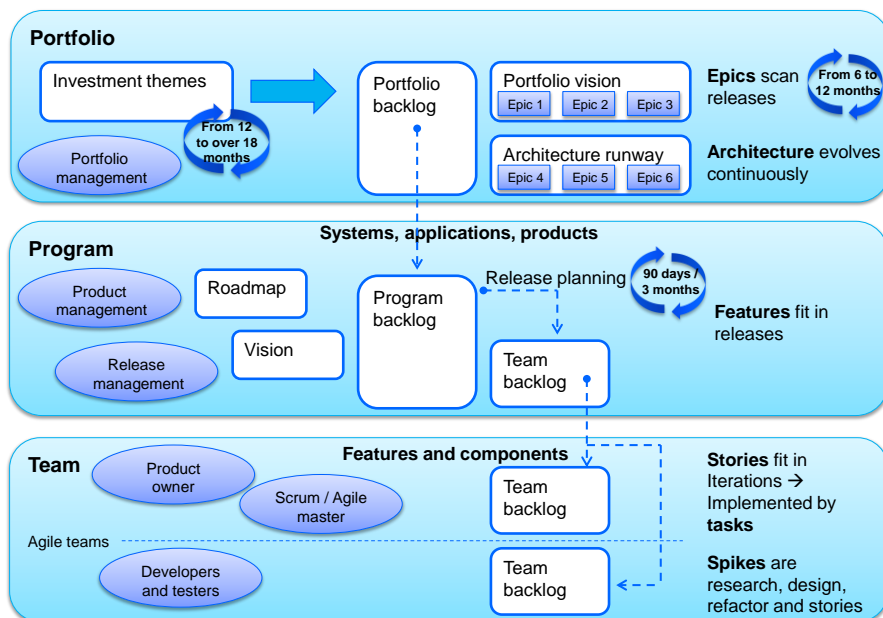 Portfolio
Investment themes
From 12
to over 18
months
Portfolio
management
Portfolio
backlog
Portfolio vision
Epic 1
Epic 2
Epic 3
Architecture runway
Epic 4
Epic 5
Epic 6
Epics scan
releases
From 6 to
12 months
Architecture evolves
continuously
Systems, applications, products
Program
Product
management
Roadmap
Release
management
Vision
Program
backlog
Release planning
90 days /
3 months
Team
backlog
Features fit in
releases
Features and components
Team
Product
owner
Scrum / Agile
master
Agile teams
Developers
and testers
Team
backlog
Team
backlog
Stories fit in
Iterations →
Implemented by
tasks
Spikes are
research, design,
refactor and stories